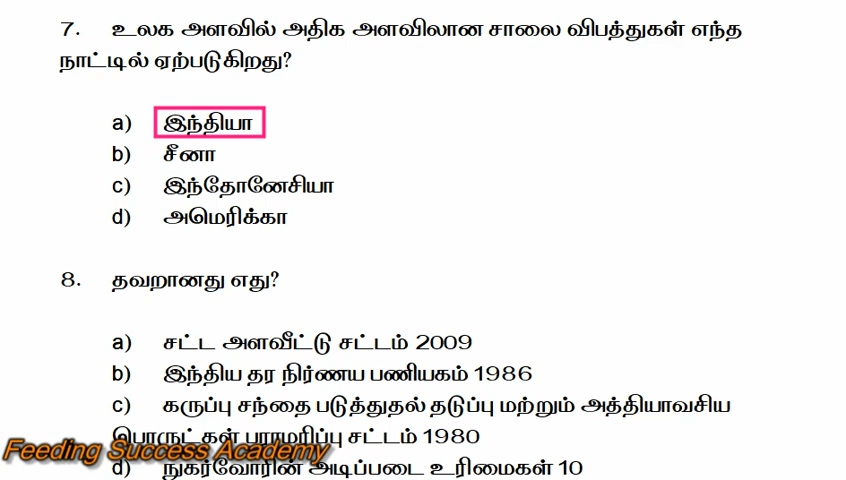 7. உலக அளவில் அதிக அளவிலான சாலை விபத்துகள் எந்த
நாட்டில் ஏற்படுகிறது?
a) இந்தியா
b) சீனா
c) இந்தோனேசியா
d) அமெரிக்கா
8. தவறானது எது?
a) சட்ட அளவீட்டு சட்டம் 2009
b) இந்திய தர நிர்ணய பணியகம் 1986
c) கருப்பு சந்தை படுத்துதல் தடுப்பு மற்றும் அத்தியாவசிய
பொருட்கள் பராமரிப்பு சட்டம் 1980
Feeding Success Academy
d) நுகர்வோரின் அடிப்படை உரிமைகள் 10